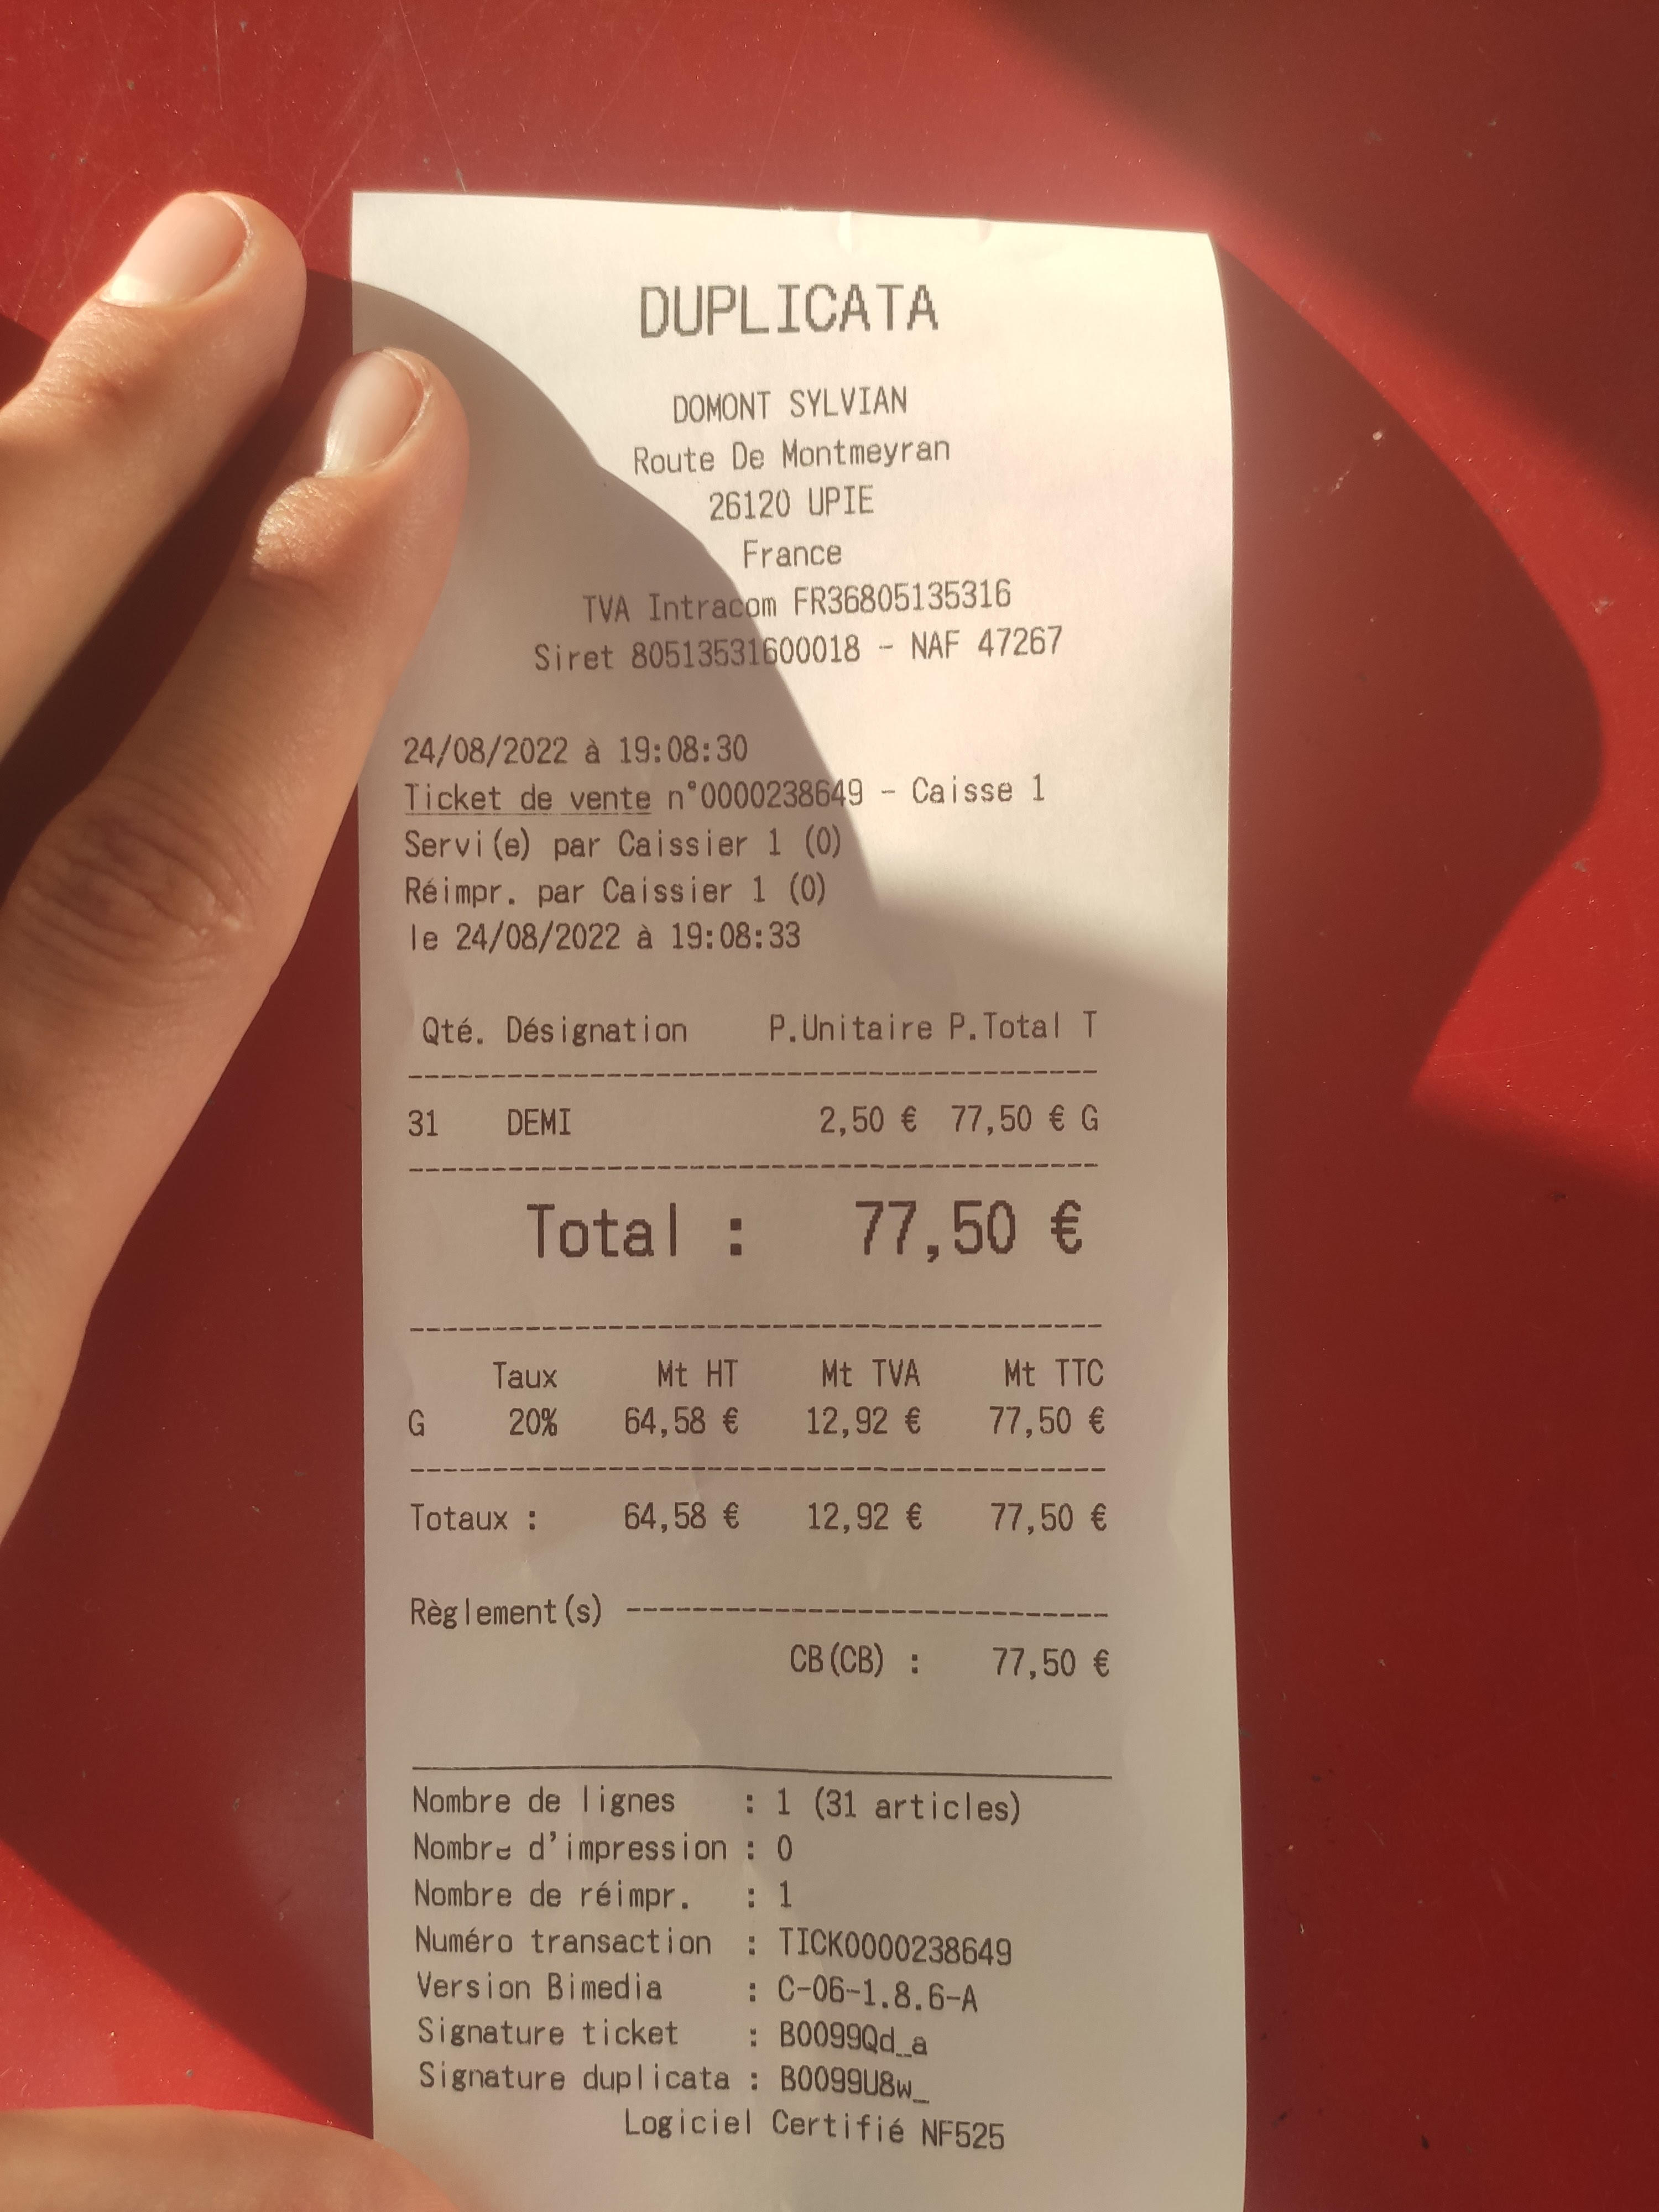 DUPLICATA
DOMONT SYLVIAN
Route De Montmeyran
26120 UPIE
France
TVA Intracom FR36805135316
Siret 80513531600018 - NAF 47267
24/08/2022 à 19:08:30
Ticket de vente n°0000238649 - Caisse 1
Servi(e) par Caissier 1 (0)
Réimpr. par Caissier 1 (0)
le 24/08/2022 à 19:08:33
Qté. Désignation P.Unitaire P.Total T
31 DEMI 2,50 € 77,50 € G
Total : 77,50 €
Taux Mt HT Mt TVA Mt TTC
G 20% 64,58 € 12,92 € 77,50 €
Totaux : 64,58 € 12,92 € 77,50 €
Règlement(s)
CB(CB) : 77,50 €
Nombre de lignes : 1 (31 articles)
Nombre d'impression : 0
Nombre de réimpr. : 1
Numéro transaction : TICK0000238649
Version Bimedia : C-06-1.8.6-A
Signature ticket : B0099Qd_a
Signature duplicata : B0099U8w_
Logiciel Certifié NF525